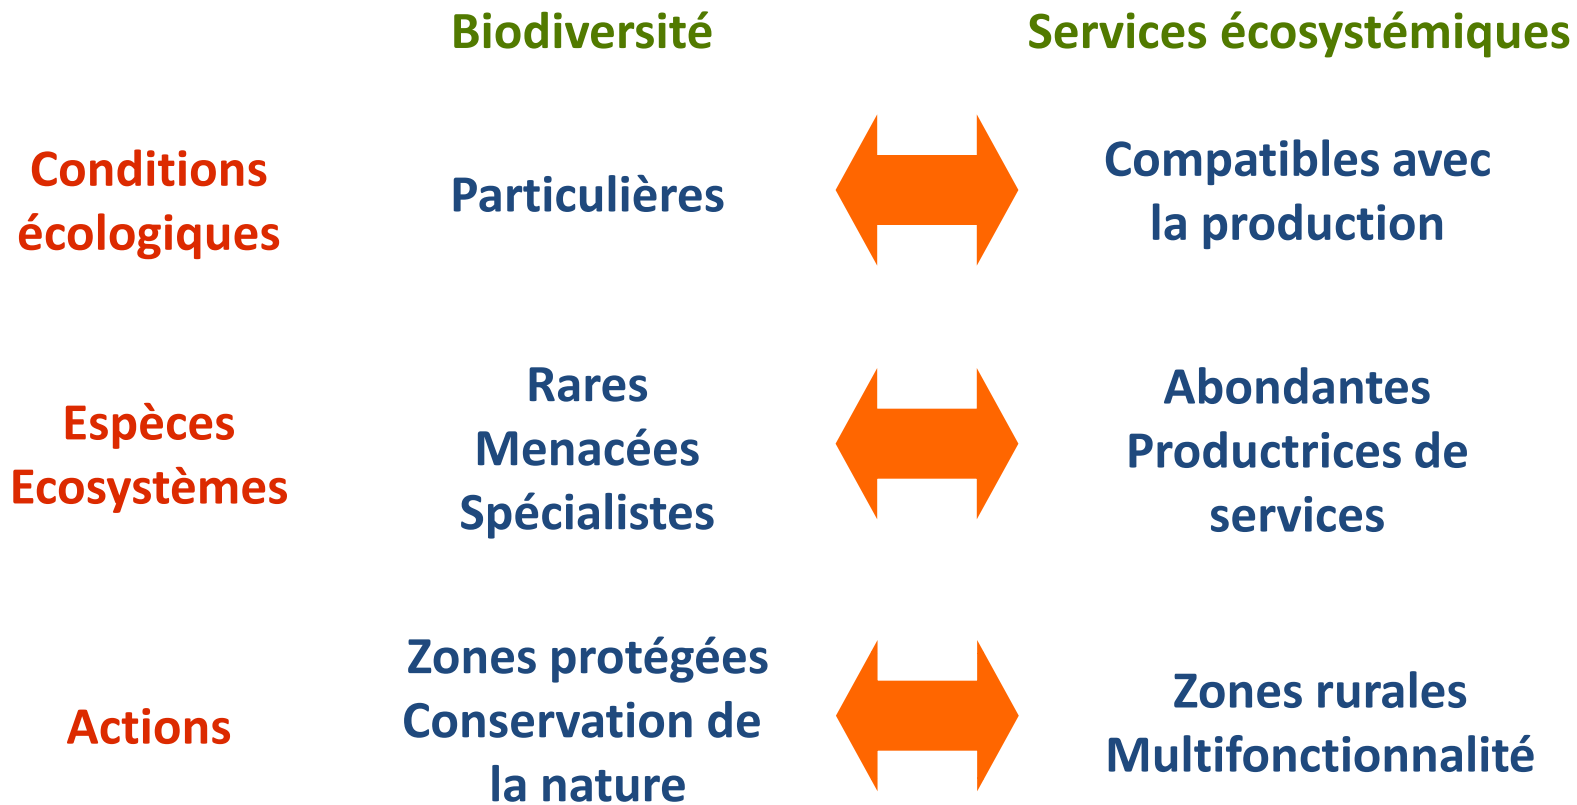 Biodiversité
Services écosystémiques
Conditions
écologiques
Particulières
Compatibles avec
la production
Espèces
Ecosystèmes
Rares
Menacées
Spécialistes
Abondantes
Productrices de
services
Actions
Zones protégées
Conservation de
la nature
Zones rurales
Multifonctionnalité